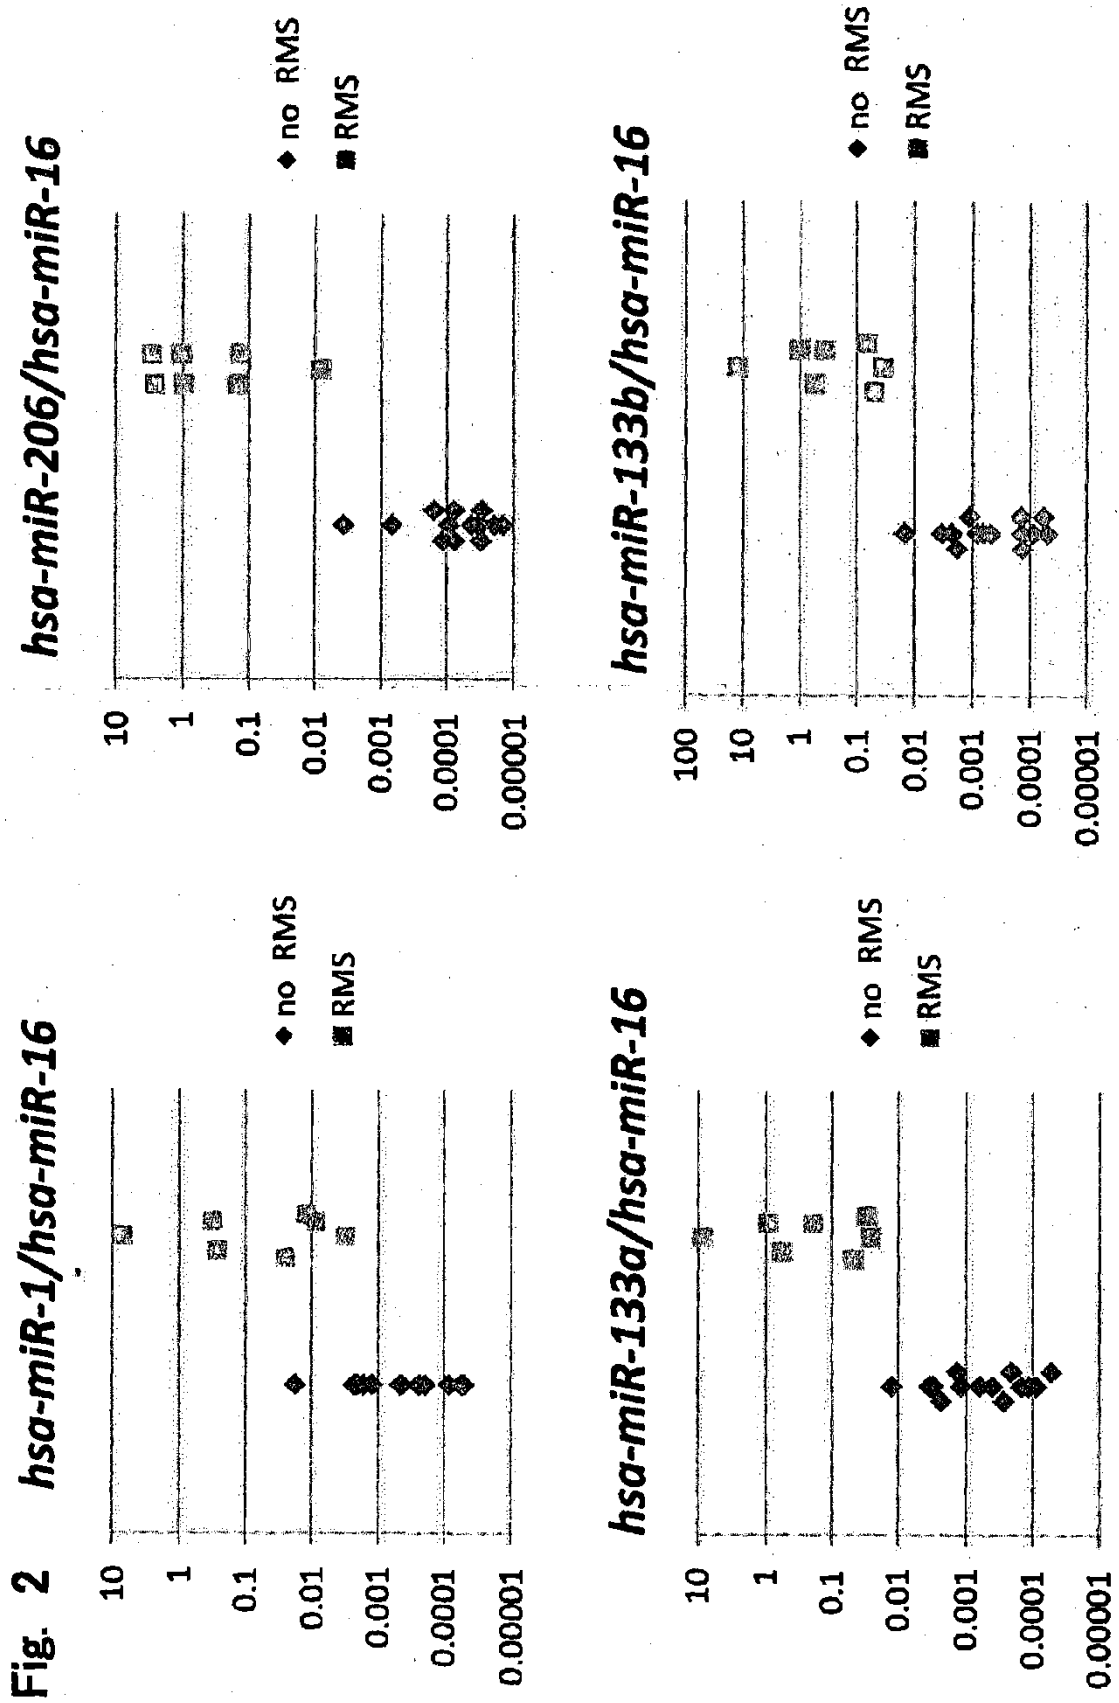 Fig. 2
hsa-miR-1/hsa-miR-16
10
1
0.1
0.01
0.001
0.0001
0.00001
no RMS
RMS
hsa-miR-206/hsa-miR-16
10
1
0.1
0.01
0.001
0.0001
0.00001
no RMS
RMS
hsa-miR-133a/hsa-miR-16
10
1
0.1
0.01
0.001
0.0001
0.00001
no RMS
RMS
hsa-miR-133b/hsa-miR-16
100
10
1
0.1
0.01
0.001
0.0001
0.00001
no RMS
RMS